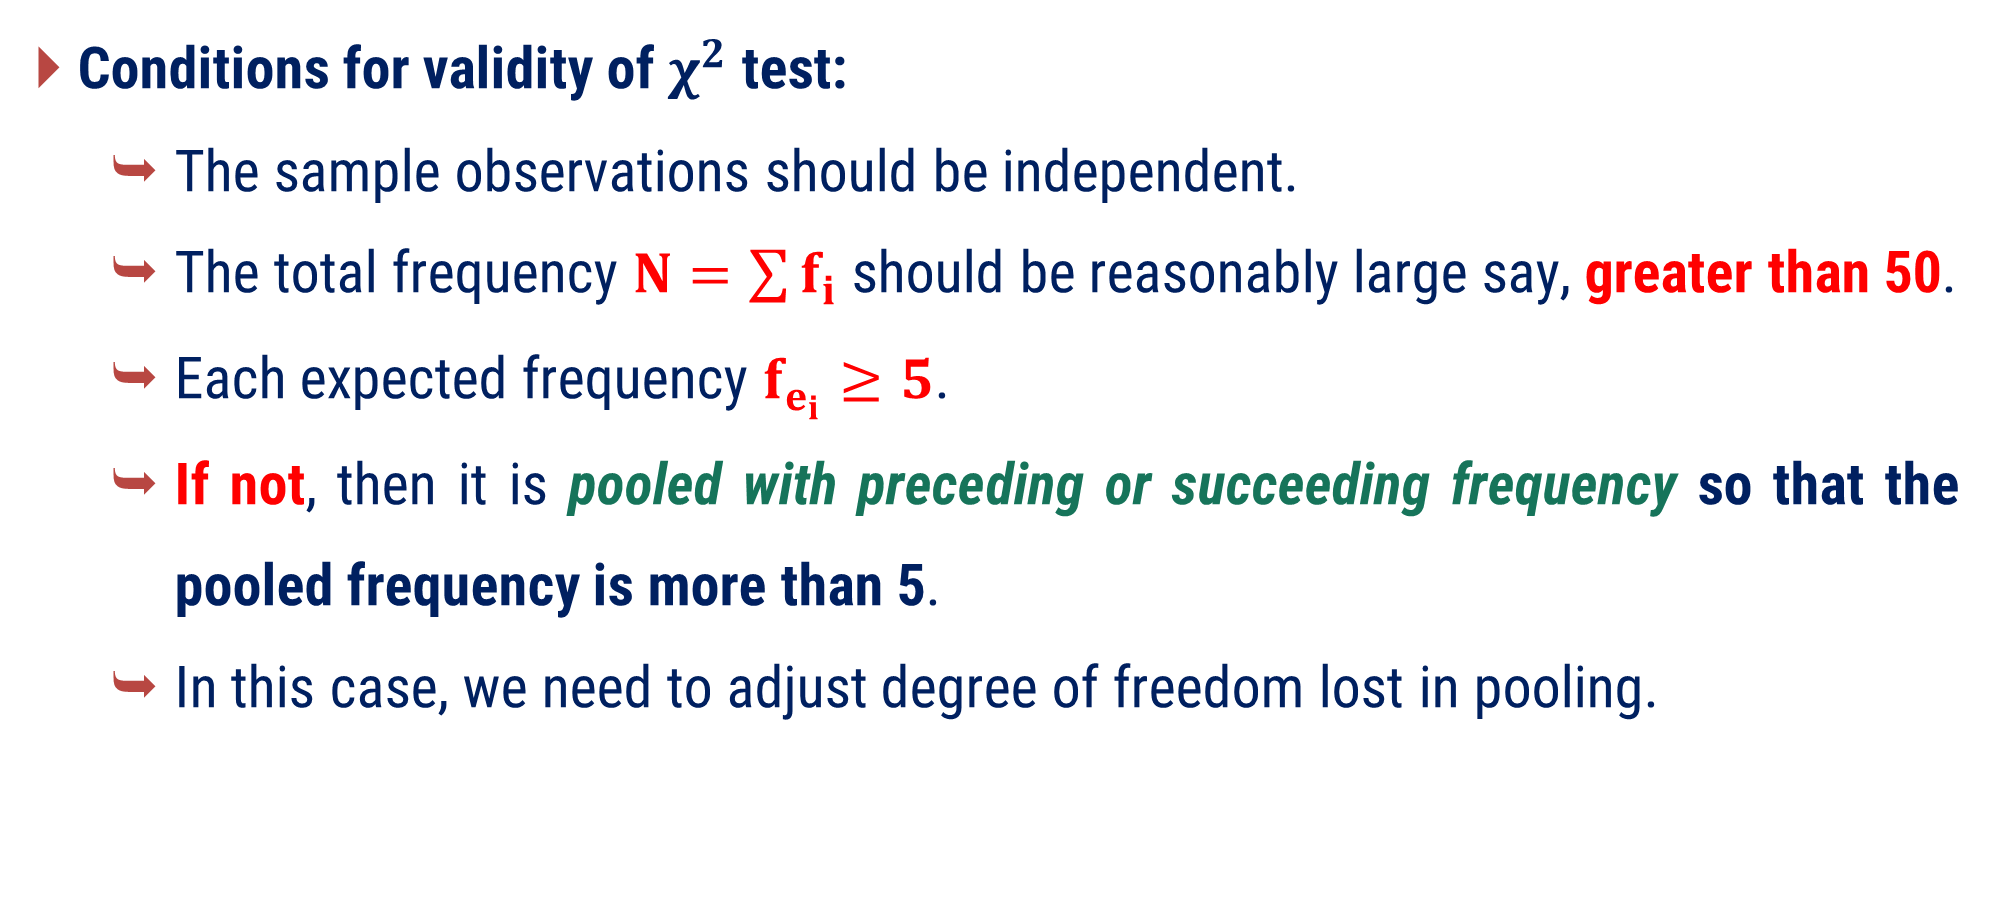 Conditions for validity of χ² test:
The sample observations should be independent.
The total frequency N = ∑ fᵢ should be reasonably large say, greater than 50.
Each expected frequency f_{e_i} ≥ 5.
If not, then it is pooled with preceding or succeeding frequency so that the
pooled frequency is more than 5.
In this case, we need to adjust degree of freedom lost in pooling.